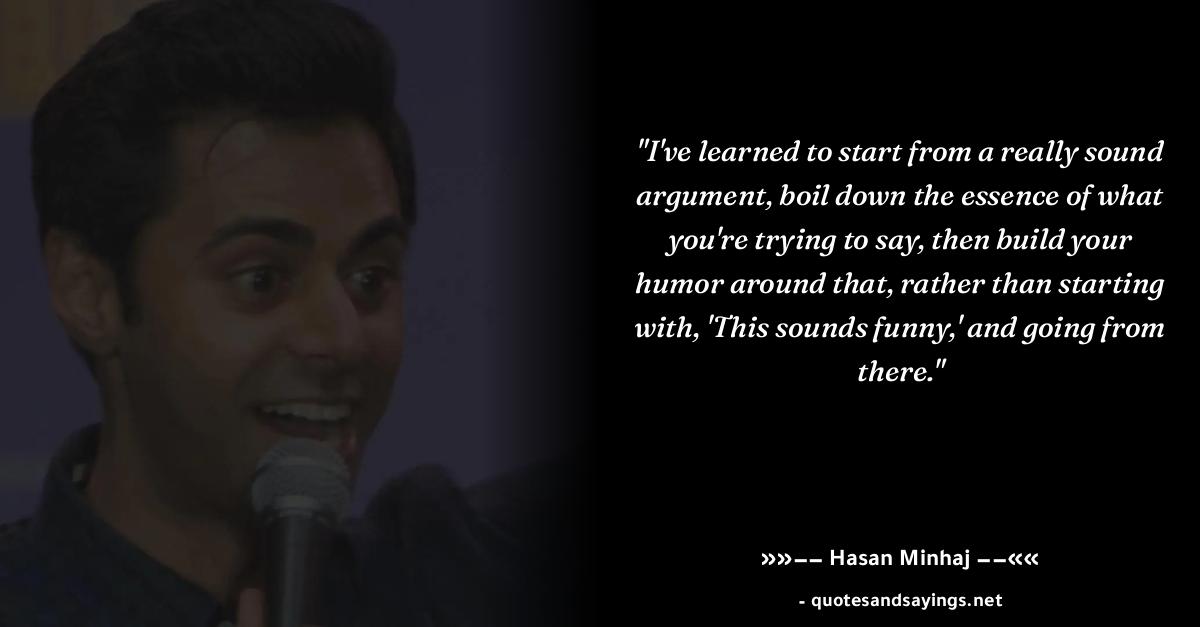 "I've learned to start from a really sound
argument, boil down the essence of what
you're trying to say, then build your
humor around that, rather than starting
with, 'This sounds funny,' and going from
there."
»»−− Hasan Minhaj −−««
- quotesandsayings.net